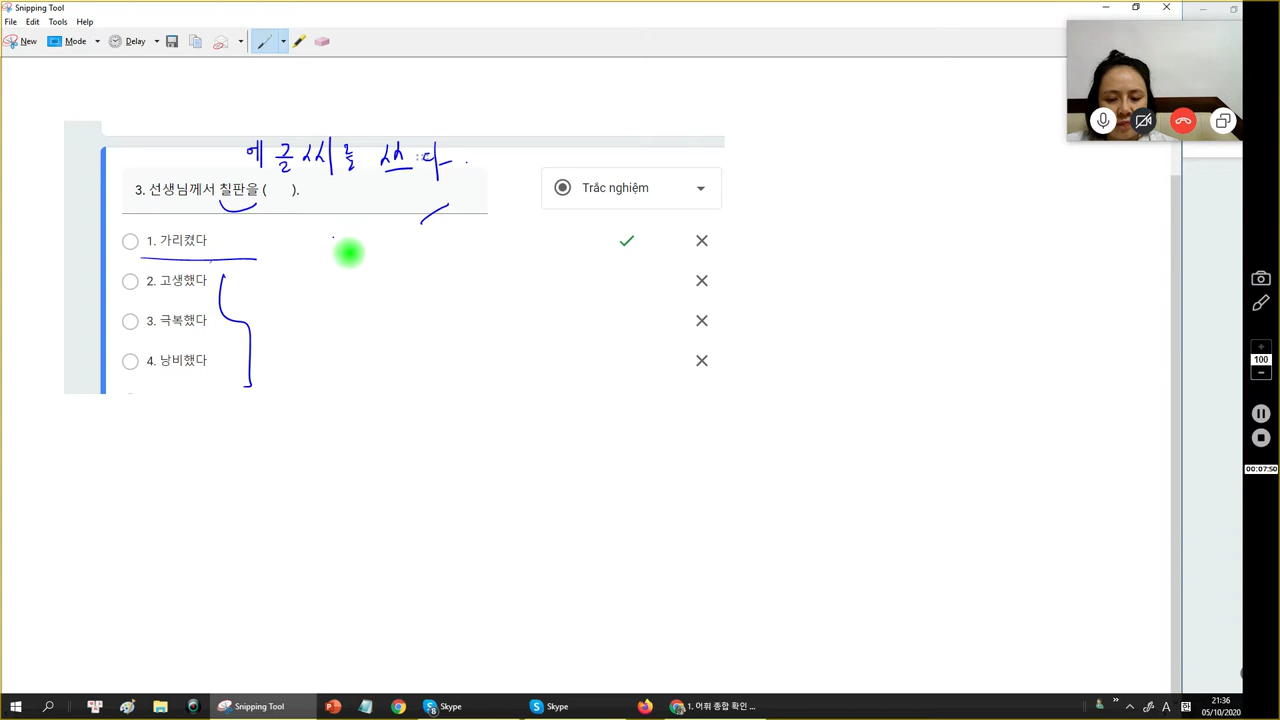 Snipping Tool
File Edit Tools Help
New Mode Delay
에 글씨를 쓰다.
3. 선생님께서 칠판을 ( ).
Trắc nghiệm
1. 가리켰다
2. 고생했다
3. 극복했다
4. 낭비했다
100
00:07:50
Snipping Tool
Skype
Skype
1. 어휘 종합 확인 ...
A
21:36
05/10/2020